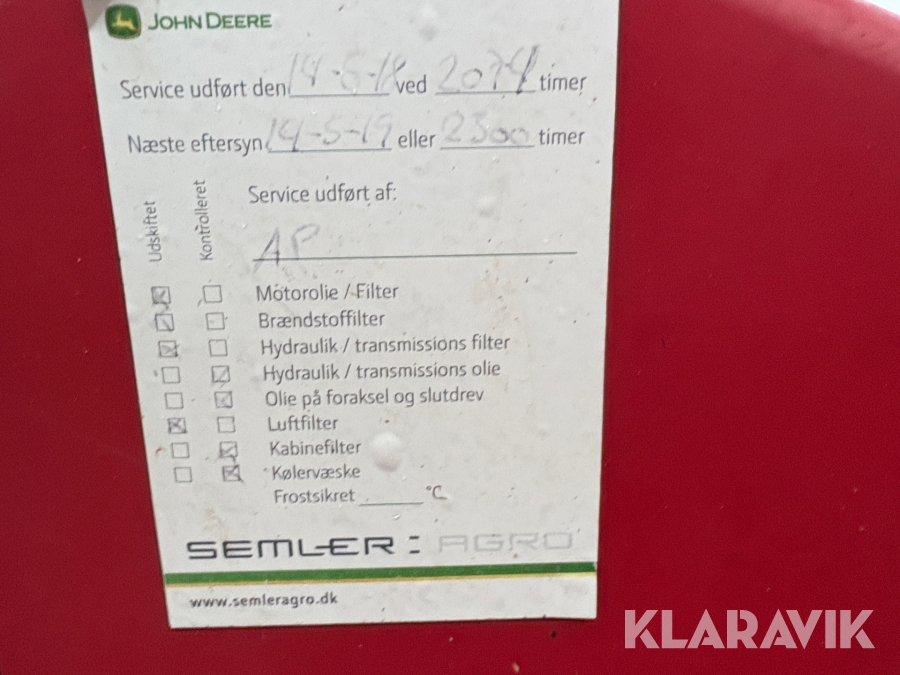 JOHN DEERE
Service udført den 14-5-18 ved 2074 timer
Næste eftersyn 14-5-19 eller 2300 timer
Udskiftet
Kontrolleret
Service udført af:
AP
Motorolie / Filter
Brændstoffilter
Hydraulik / transmissions filter
Hydraulik / transmissions olie
Olie på foraksel og slutdrev
Luftfilter
Kabinefilter
Kølervæske
Frostsikret ______ °C
SEMLER : AGRO
www.semleragro.dk
KLARAVIK